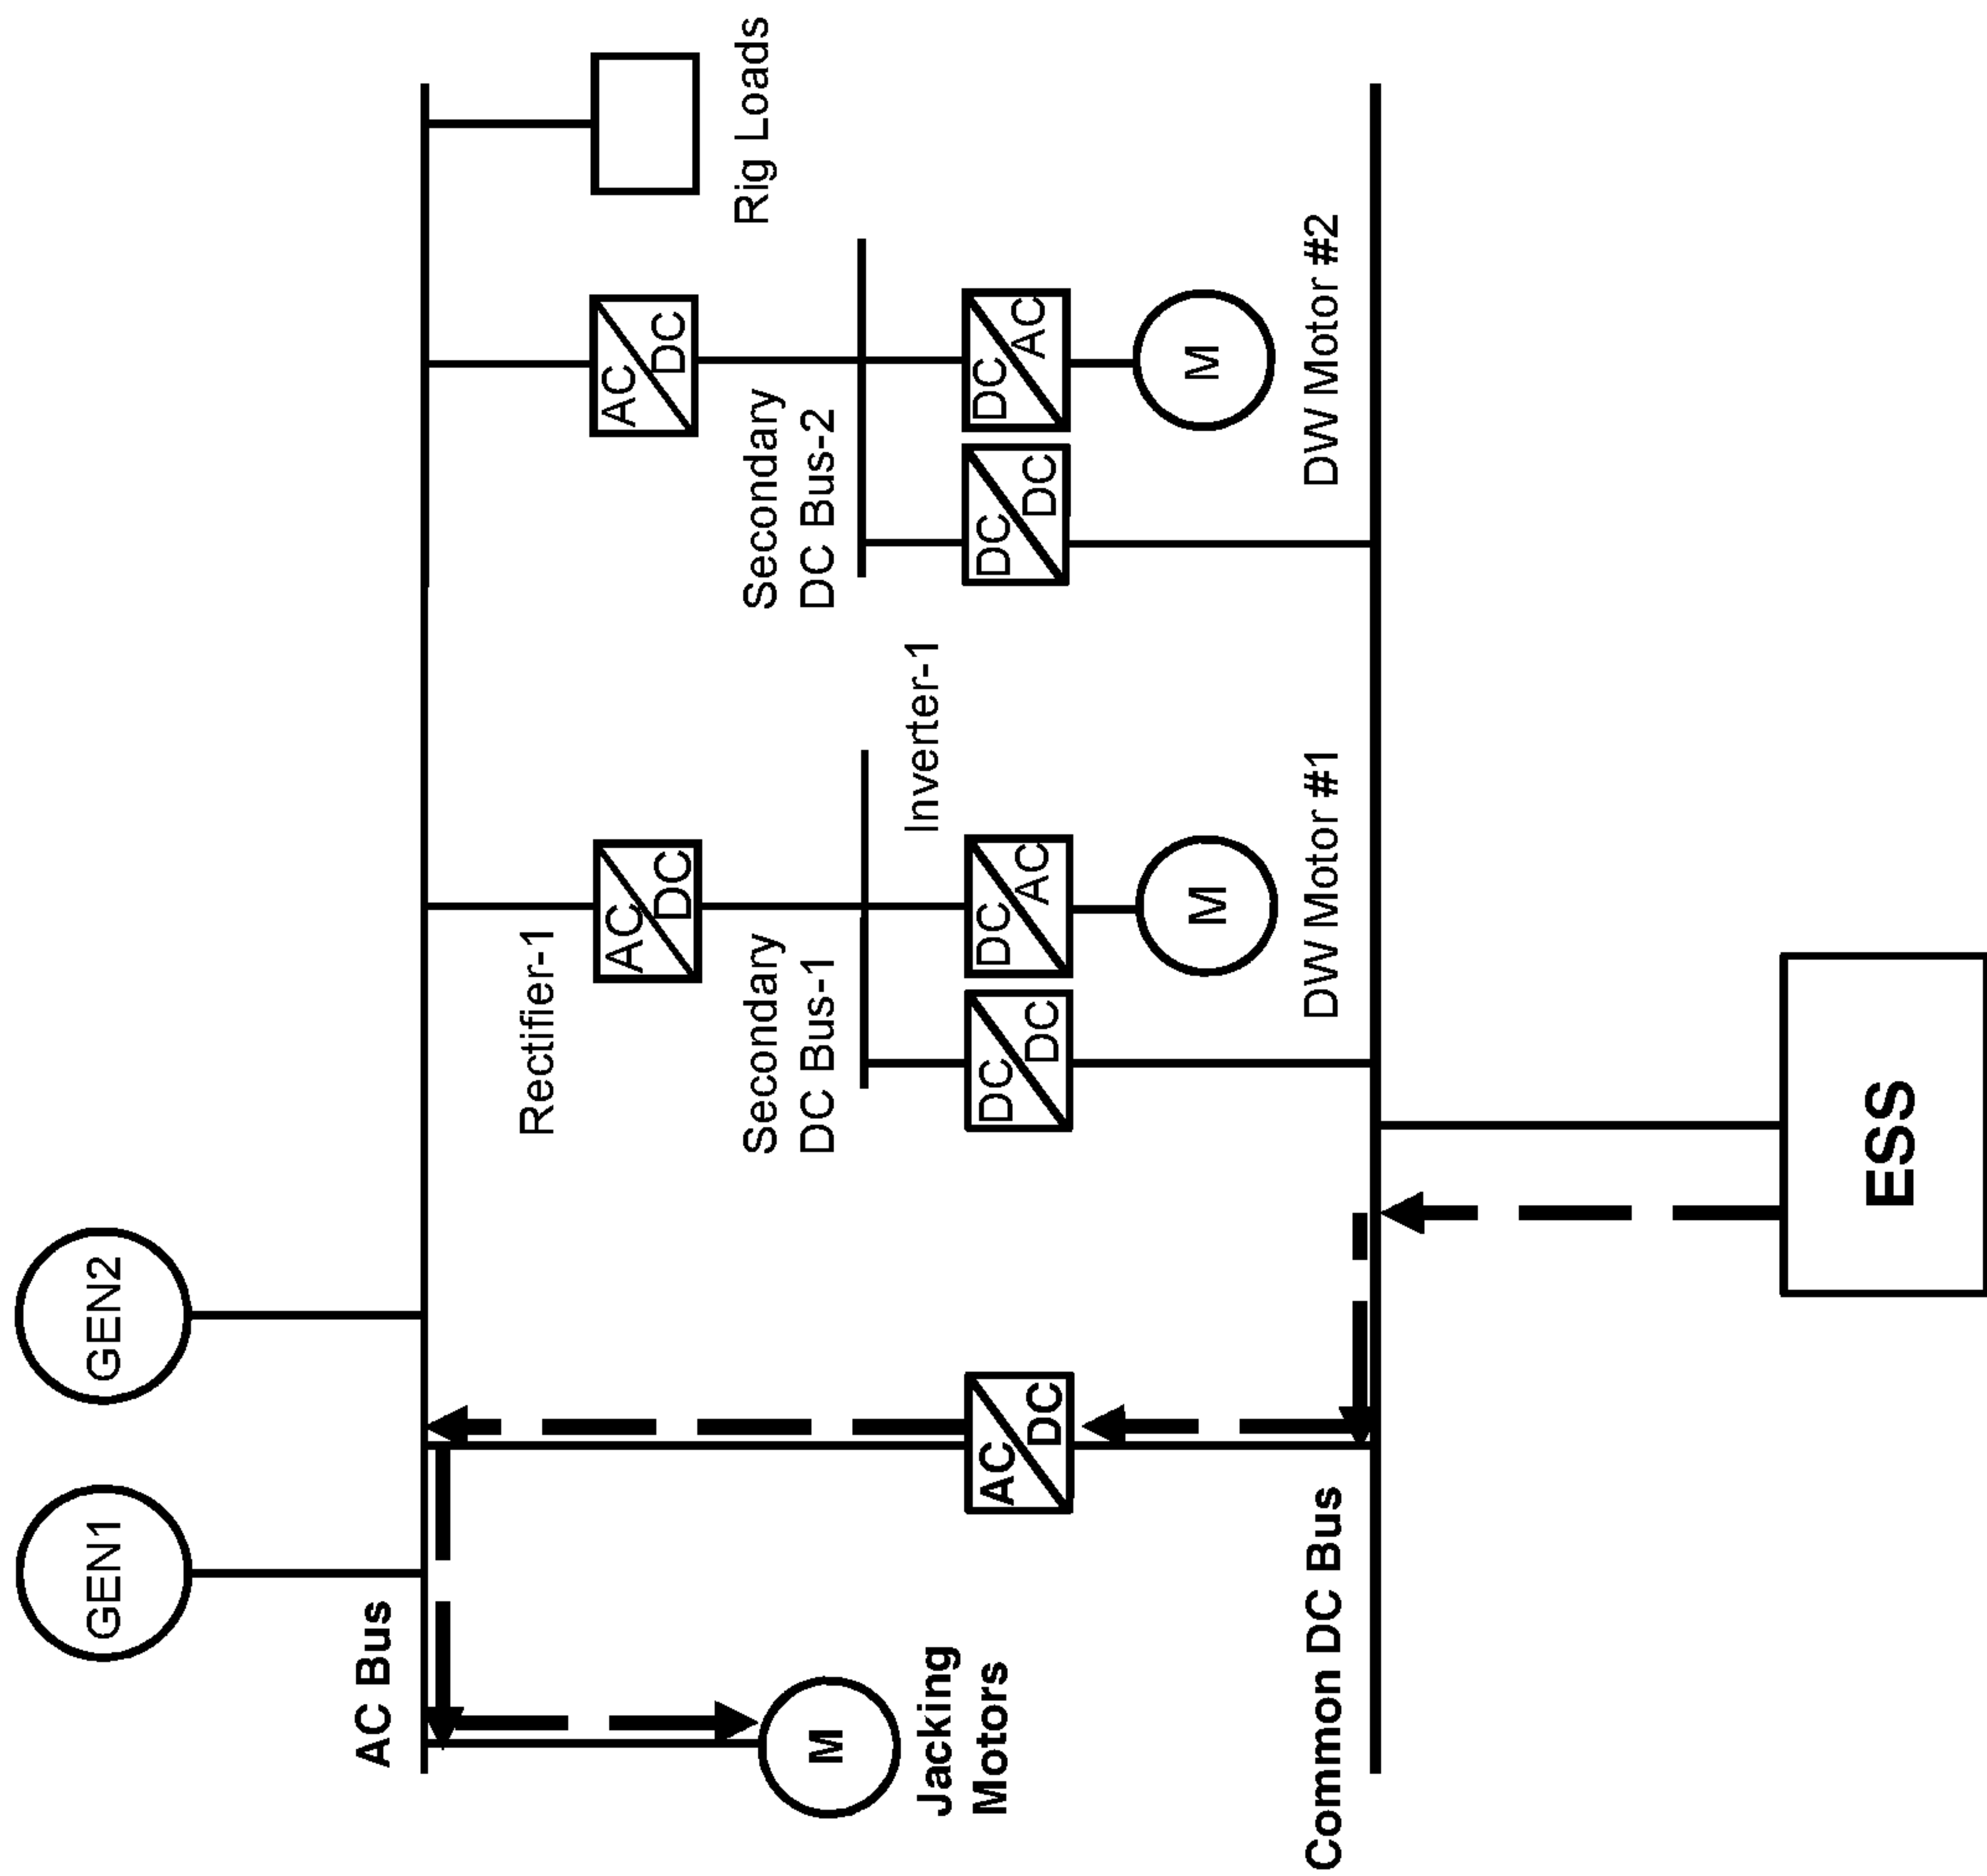 GEN1
GEN2
AC Bus
M
Jacking
Motors
AC
DC
Rectifier-1
AC
DC
Secondary
DC Bus-1
Inverter-1
DC
DC
DC
AC
M
DW Motor #1
AC
DC
Secondary
DC Bus-2
DC
DC
DC
AC
M
DW Motor #2
Rig Loads
Common DC Bus
ESS